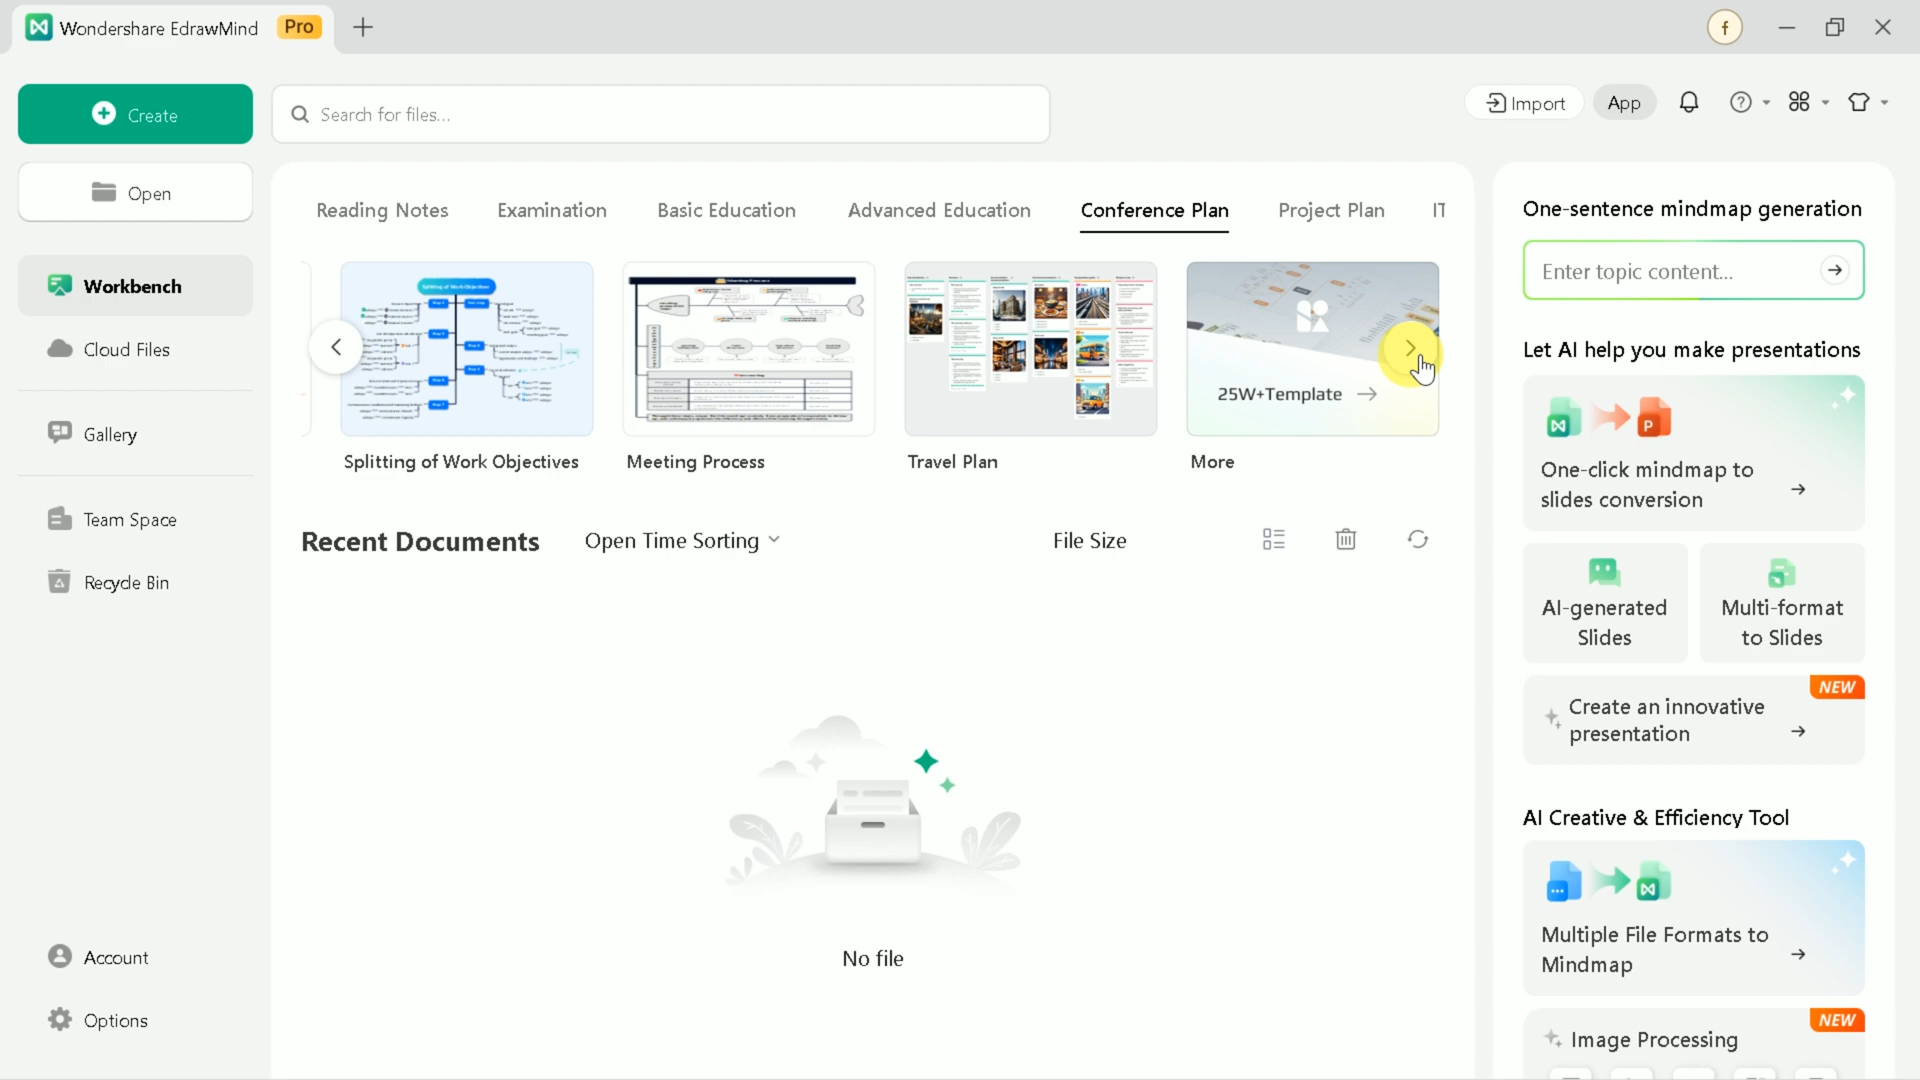 Wondershare EdrawMind Pro
f
Create
Search for files...
Import
App
Open
Workbench
Cloud Files
Gallery
Team Space
Recycle Bin
Account
Options
Reading Notes
Examination
Basic Education
Advanced Education
Conference Plan
Project Plan
IT
Splitting of Work Objectives
25W+Template
Splitting of Work Objectives
Meeting Process
Travel Plan
More
Recent Documents
Open Time Sorting
File Size
No file
One-sentence mindmap generation
Enter topic content...
Let AI help you make presentations
P
One-click mindmap to
slides conversion
AI-generated
Slides
Multi-format
to Slides
NEW
Create an innovative
presentation
AI Creative & Efficiency Tool
Multiple File Formats to
Mindmap
NEW
Image Processing